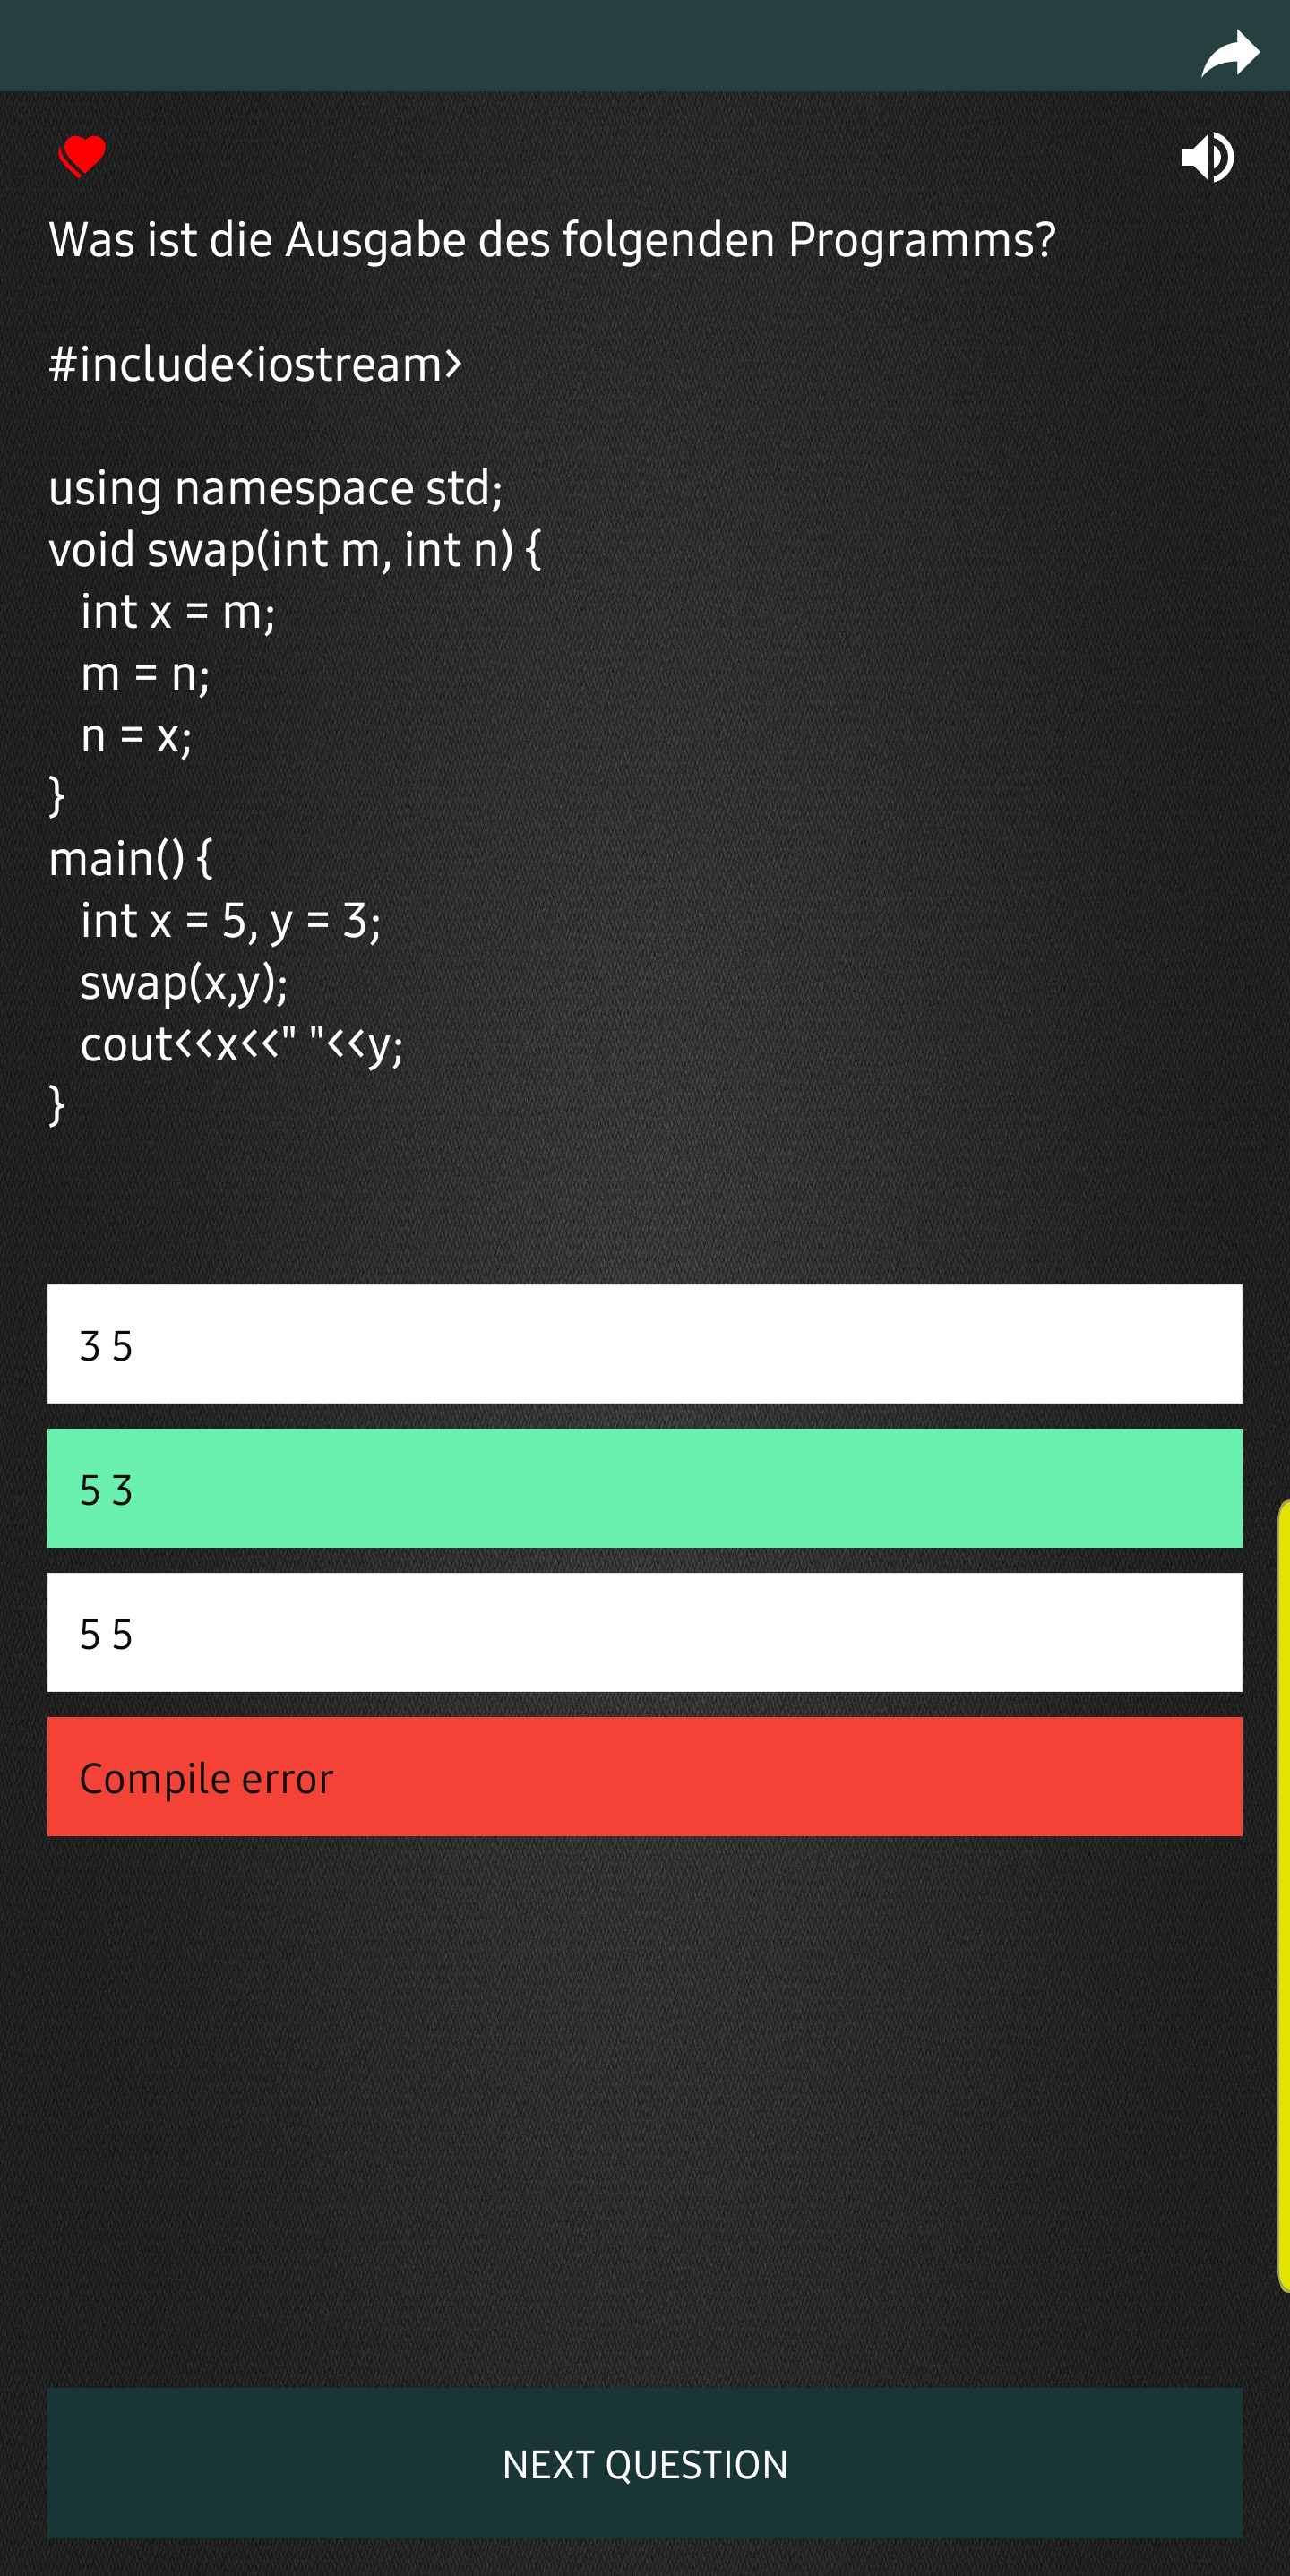 Was ist die Ausgabe des folgenden Programms?
#include<iostream>
using namespace std;
void swap(int m, int n) {
int x = m;
m = n;
n = x;
}
main() {
int x = 5, y = 3;
swap(x,y);
cout<<x<<" "<<y;
}
3 5
5 3
5 5
Compile error
NEXT QUESTION